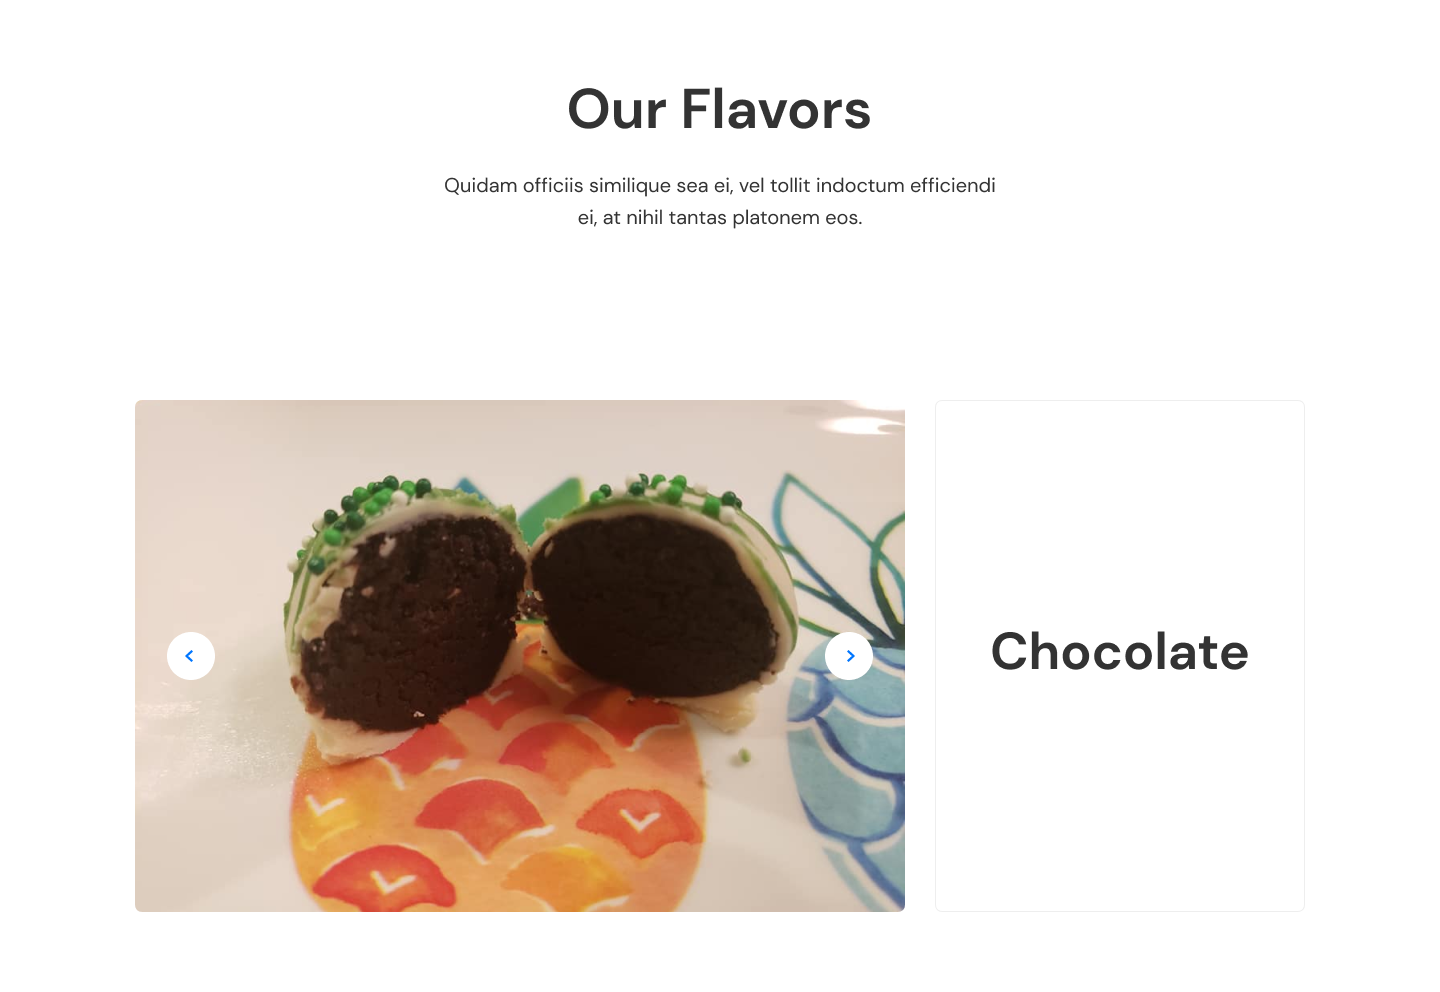 Our Flavors
Quidam officiis similique sea ei, vel tollit indoctum efficiendi
ei, at nihil tantas platonem eos.
Chocolate